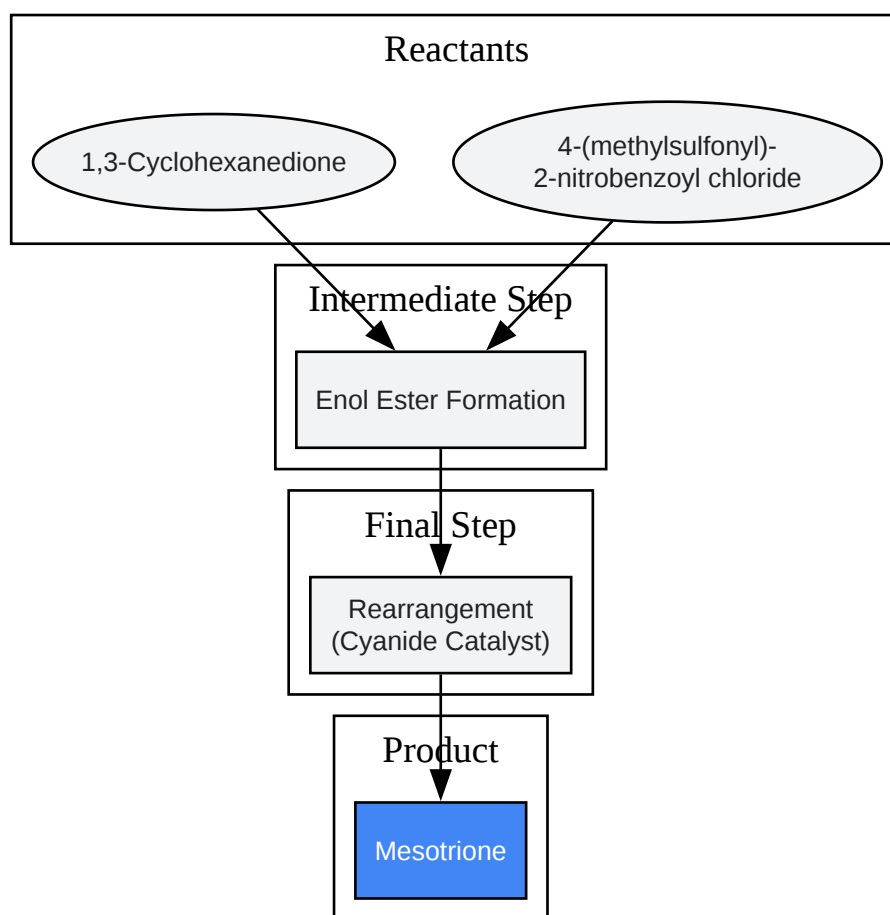 Reactants
1,3-Cyclohexanedione
4-(methylsulfonyl)-
2-nitrobenzoyl chloride
Intermediate Step
Enol Ester Formation
Final Step
Rearrangement
(Cyanide Catalyst)
Product
Mesotrione